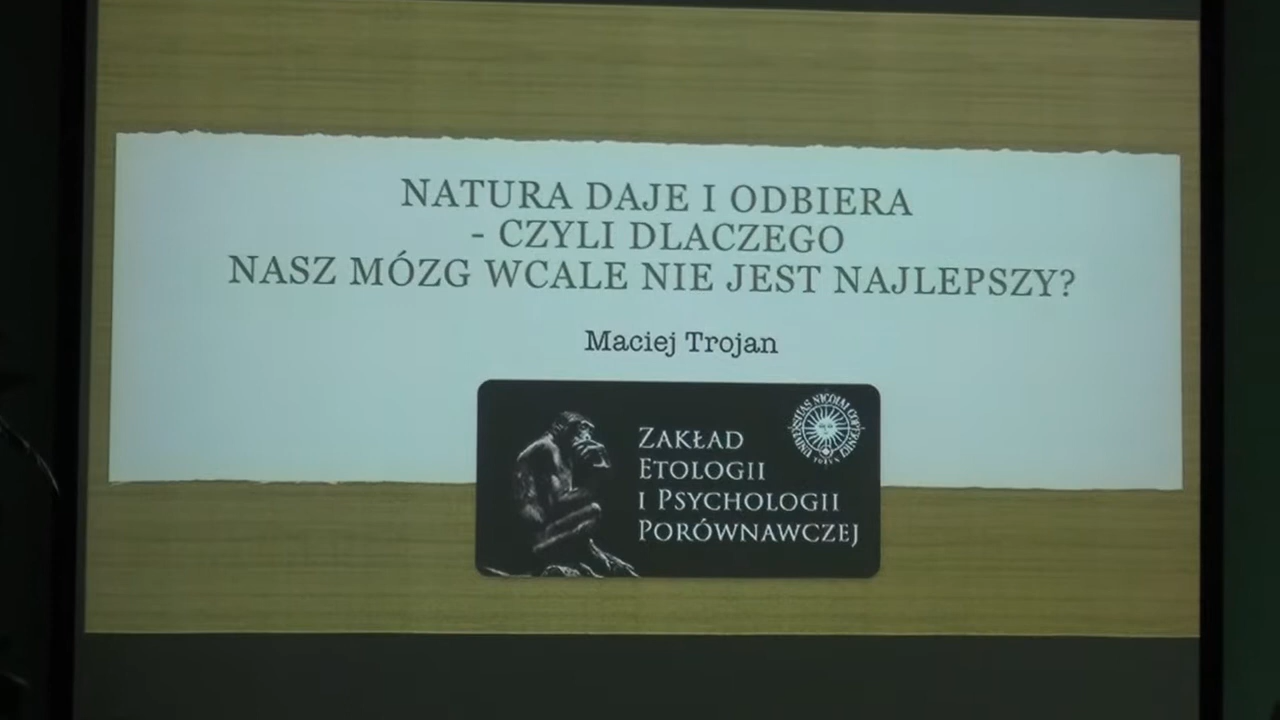 NATURA DAJE I ODBIERA
- CZYLI DLACZEGO
NASZ MÓZG WCALE NIE JEST NAJLEPSZY?
Maciej Trojan
ZAKŁAD
ETOLOGII
I PSYCHOLOGII
PORÓWNAWCZEJ